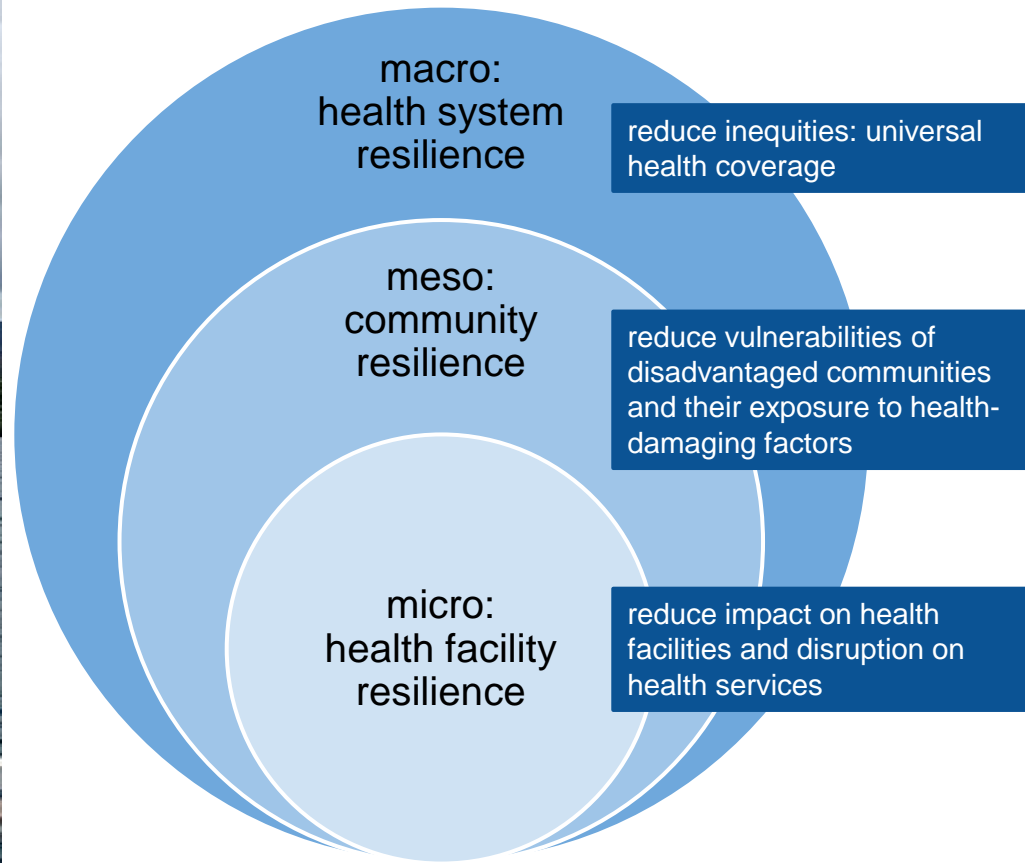 macro:
health system
resilience
reduce inequities: universal
health coverage
meso:
community
resilience
reduce vulnerabilities of
disadvantaged communities
and their exposure to health-
damaging factors
micro:
health facility
resilience
reduce impact on health
facilities and disruption on
health services